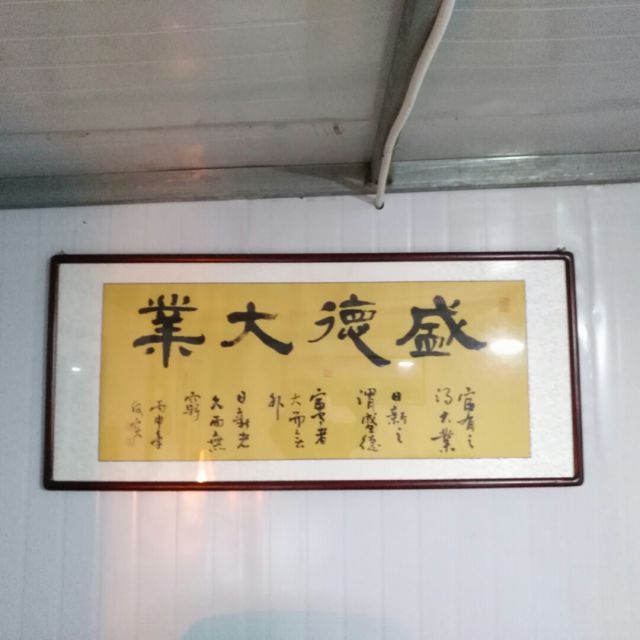 盛德大業
富有之
謂大業
日新之
謂盛德
富有者
大而無
外
日新者
久而無
窮
丙申年